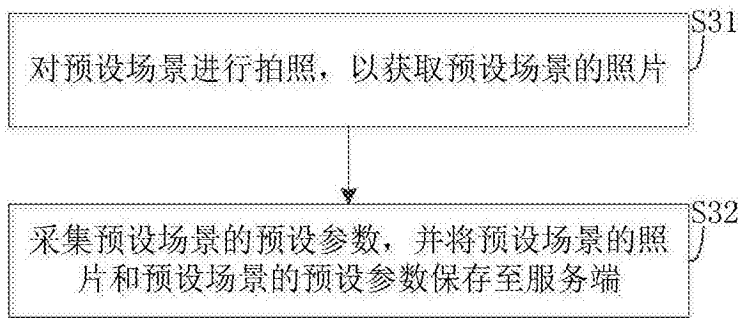 S31
对预设场景进行拍照，以获取预设场景的照片
S32
采集预设场景的预设参数，并将预设场景的照
片和预设场景的预设参数保存至服务端